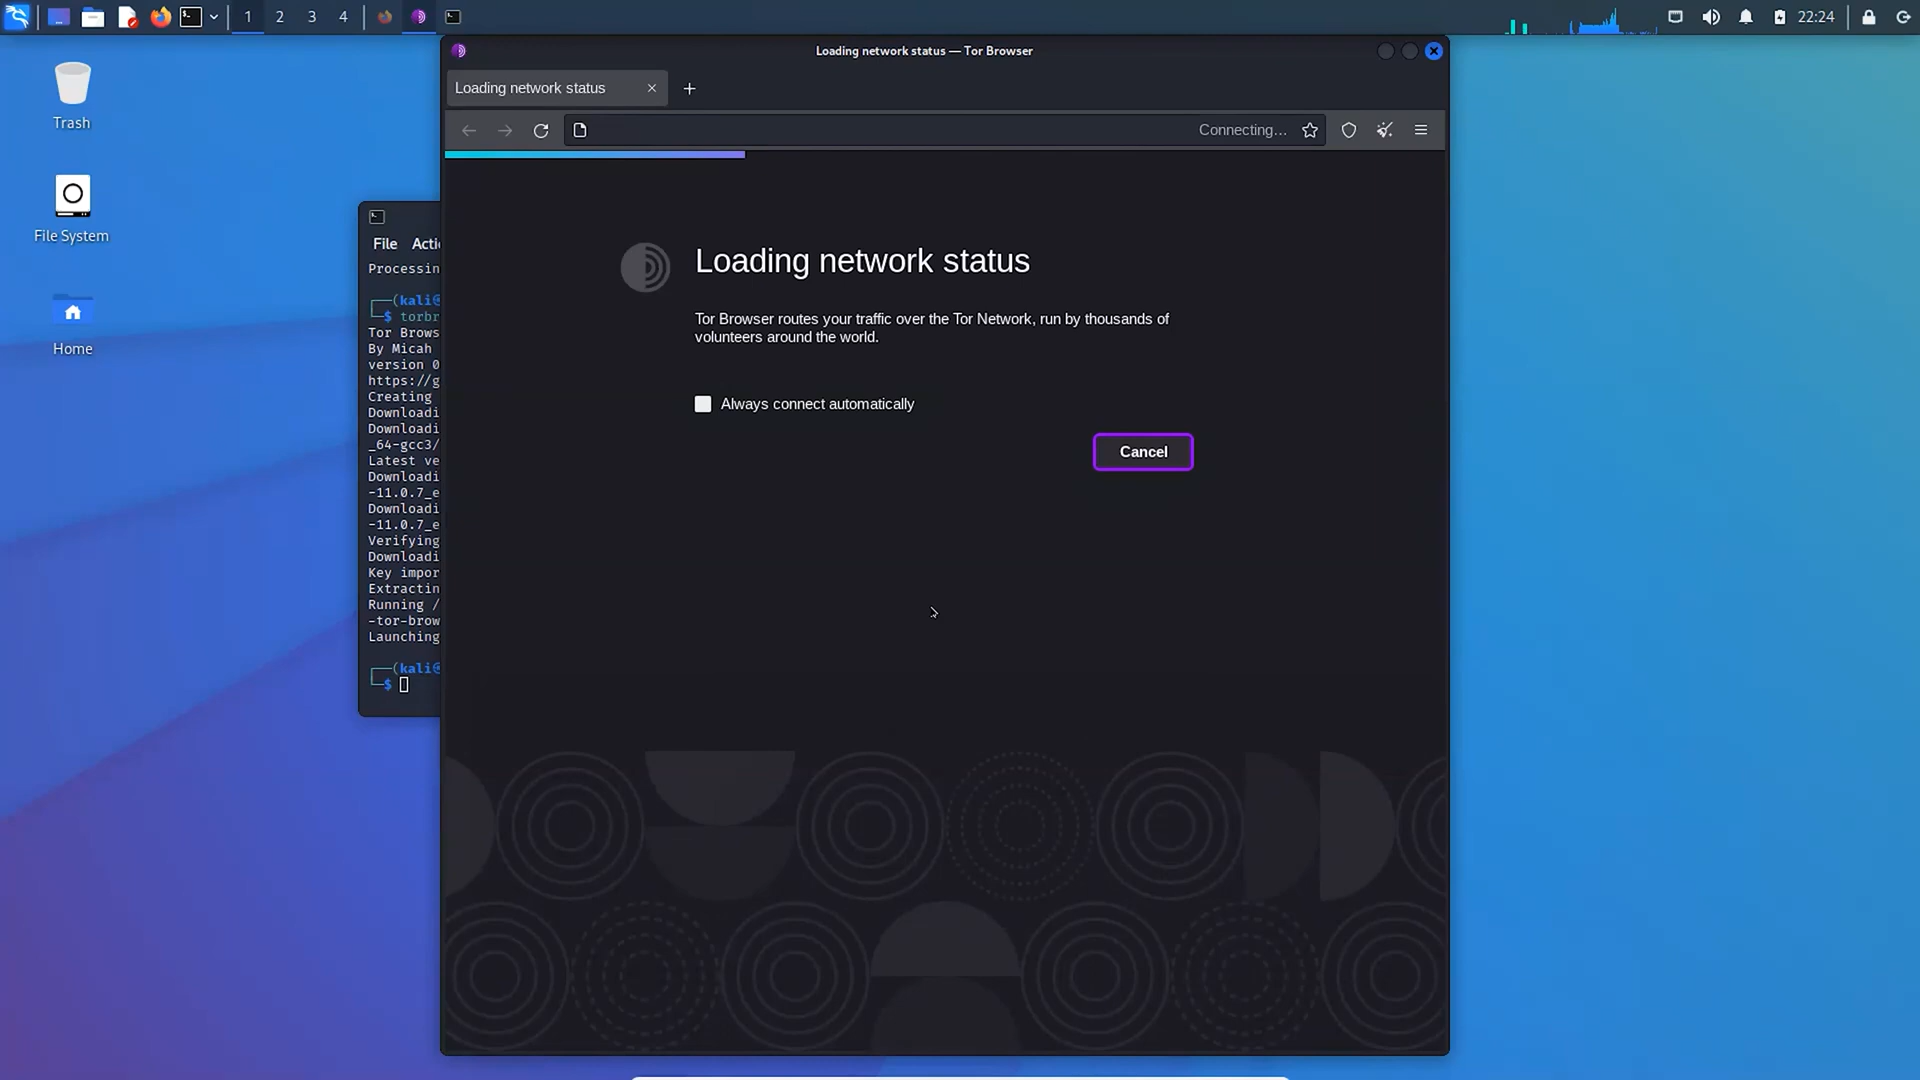 1 2 3 4
22:24
Loading network status — Tor Browser
Loading network status
Connecting...
Trash
File System
Home
File Actio
Processin
(kali
$ torbr
Tor Brows
By Micah
version 0
https://g
Creating
Downloadi
Downloadi
_64-gcc3/
Latest ve
Downloadi
-11.0.7_e
Downloadi
-11.0.7_e
Verifying
Downloadi
Key impor
Extractin
Running /
-tor-brow
Launching
(kali
$
Loading network status
Tor Browser routes your traffic over the Tor Network, run by thousands of
volunteers around the world.
Always connect automatically
Cancel